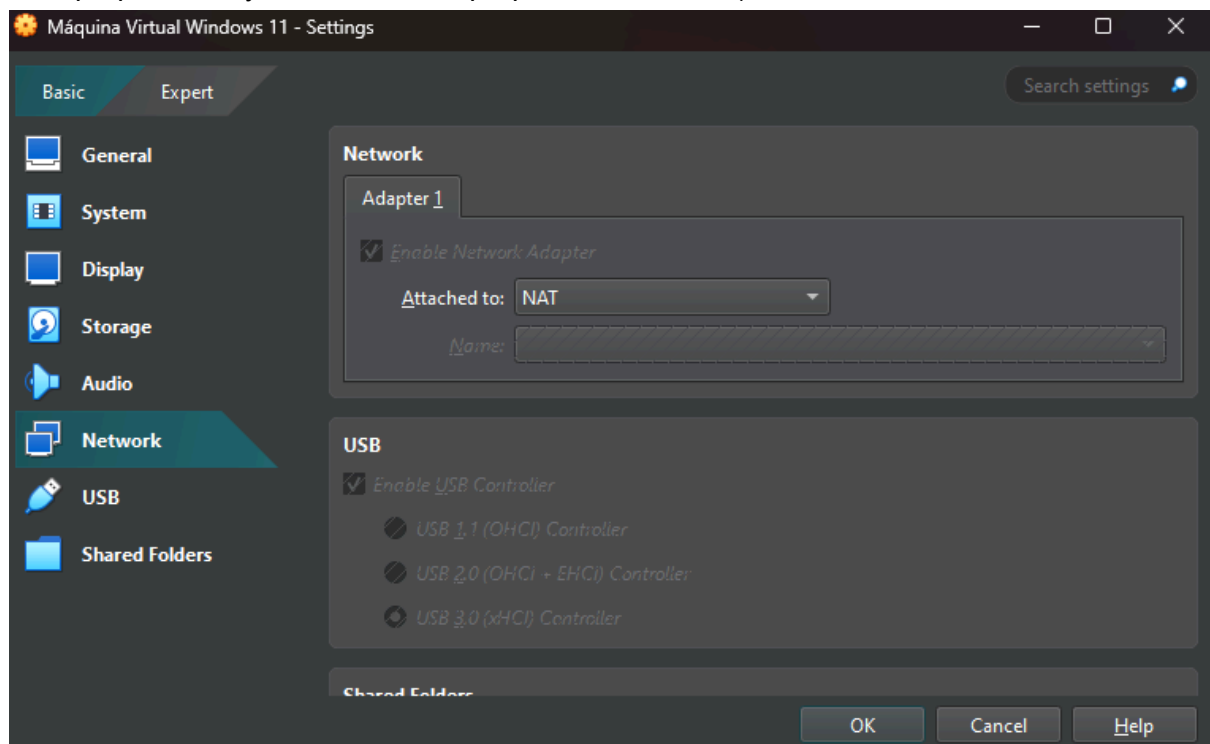 Máquina Virtual Windows 11 - Settings
Basic Expert
Search settings
General
System
Display
Storage
Audio
Network
USB
Shared Folders
Network
Adapter 1
Enable Network Adapter
Attached to: NAT
Name:
USB
Enable USB Controller
USB 1.1 (OHCI) Controller
USB 2.0 (OHCI + EHCI) Controller
USB 3.0 (xHCI) Controller
Shared Folders
OK Cancel Help